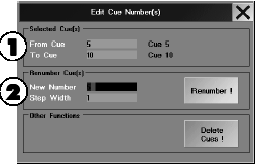 Edit Cue Number(s)
Selected Cue(s)
1
From Cue 5 Cue 5
To Cue 10 Cue 10
Renumber !Cue(s)
2
New Number
Step Width 1
Renumber !
Other Functions
Delete
Cues !